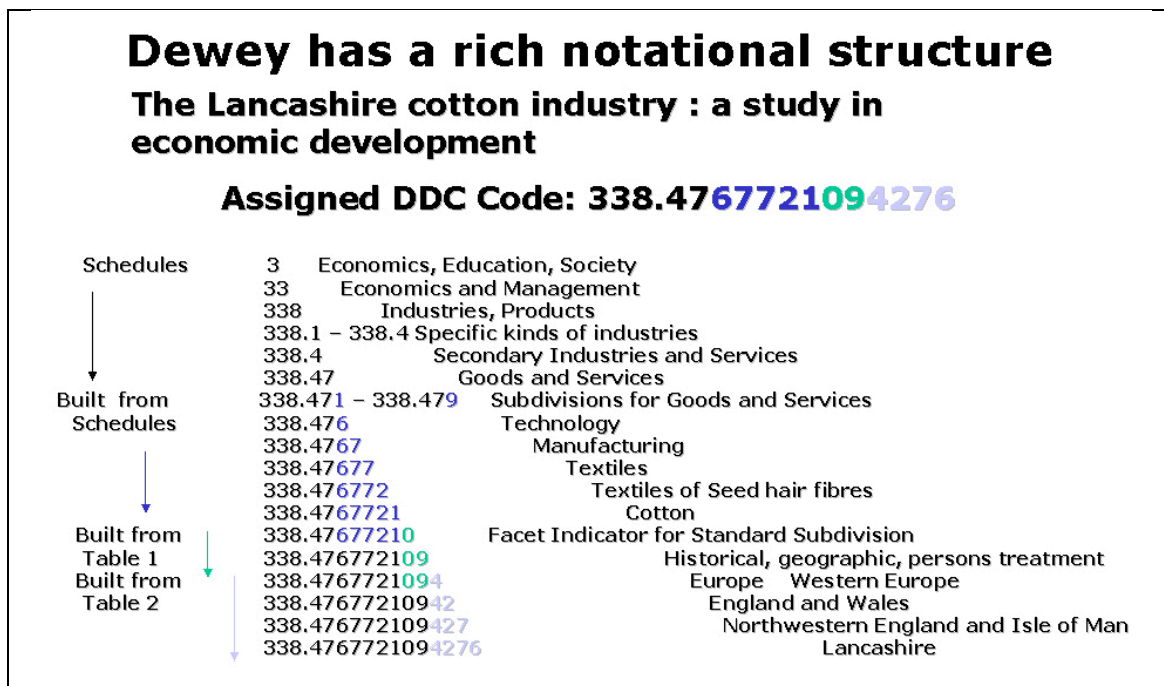 Dewey has a rich notational structure
The Lancashire cotton industry : a study in
economic development
Assigned DDC Code: 338.4767721094276
Schedules 3 Economics, Education, Society
33 Economics and Management
338 Industries, Products
338.1 – 338.4 Specific kinds of industries
338.4 Secondary Industries and Services
338.47 Goods and Services
Built from 338.471 – 338.479 Subdivisions for Goods and Services
Schedules 338.476 Technology
338.4767 Manufacturing
338.47677 Textiles
338.476772 Textiles of Seed hair fibres
338.4767721 Cotton
Built from 338.47677210 Facet Indicator for Standard Subdivision
Table 1 338.476772109 Historical, geographic, persons treatment
Built from 338.4767721094 Europe Western Europe
Table 2 338.47677210942 England and Wales
338.476772109427 Northwestern England and Isle of Man
338.4767721094276 Lancashire